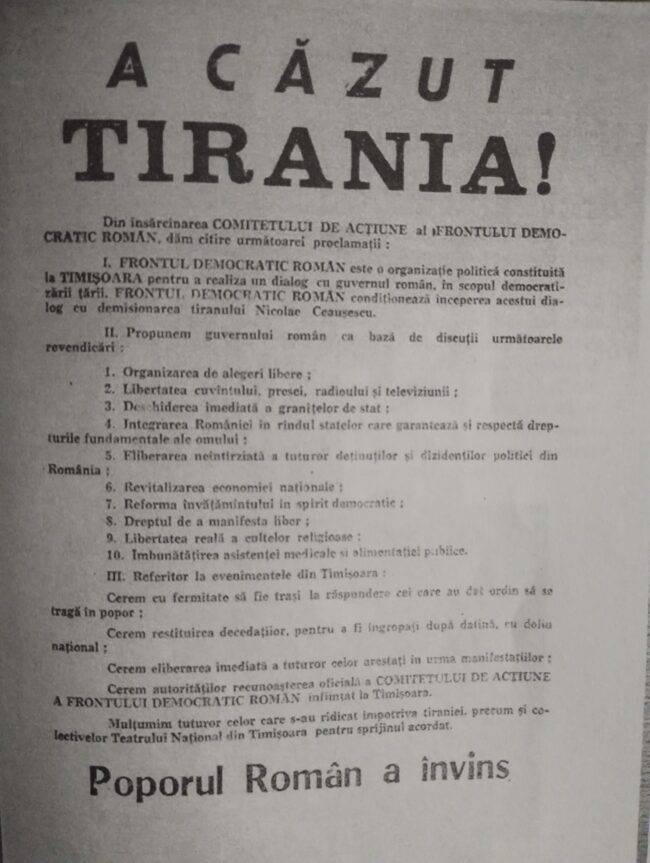 A CĂZUT
TIRANIA!
Din însărcinarea COMITETULUI DE ACȚIUNE al FRONTULUI DEMO-
CRATIC ROMÂN, dăm citire următoarei proclamații :
I. FRONTUL DEMOCRATIC ROMÂN este o organizație politică constituită
la TIMIȘOARA pentru a realiza un dialog cu guvernul român, în scopul democrati-
zării țării. FRONTUL DEMOCRATIC ROMÂN condiționează începerea acestui dia-
log cu demisionarea tiranului Nicolae Ceaușescu.
II. Propunem guvernului român ca bază de discuții următoarele
revendicări :
1. Organizarea de alegeri libere ;
2. Libertatea cuvîntului, presei, radioului și televiziunii ;
3. Deschiderea imediată a granițelor de stat ;
4. Integrarea României în rîndul statelor care garantează și respectă drep-
turile fundamentale ale omului ;
5. Eliberarea neîntîrziată a tuturor deținuților și dizidenților politici din
România ;
6. Revitalizarea economiei naționale ;
7. Reforma învățămîntului în spirit democratic ;
8. Dreptul de a manifesta liber ;
9. Libertatea reală a cultelor religioase ;
10. Îmbunătățirea asistenței medicale și alimentației publice.
III. Referitor la evenimentele din Timișoara :
Cerem cu fermitate să fie trași la răspundere cei care au dat ordin să se
tragă în popor ;
Cerem restituirea decedaților, pentru a fi îngropați după datină, cu doliu
național ;
Cerem eliberarea imediată a tuturor celor arestați în urma manifestațiilor ;
Cerem autorităților recunoașterea oficială a COMITETULUI DE ACȚIUNE
A FRONTULUI DEMOCRATIC ROMÂN înființat la Timișoara.
Mulțumim tuturor celor care s-au ridicat împotriva tiraniei, precum și co-
lectivelor Teatrului Național din Timișoara pentru sprijinul acordat.
Poporul Român a învins